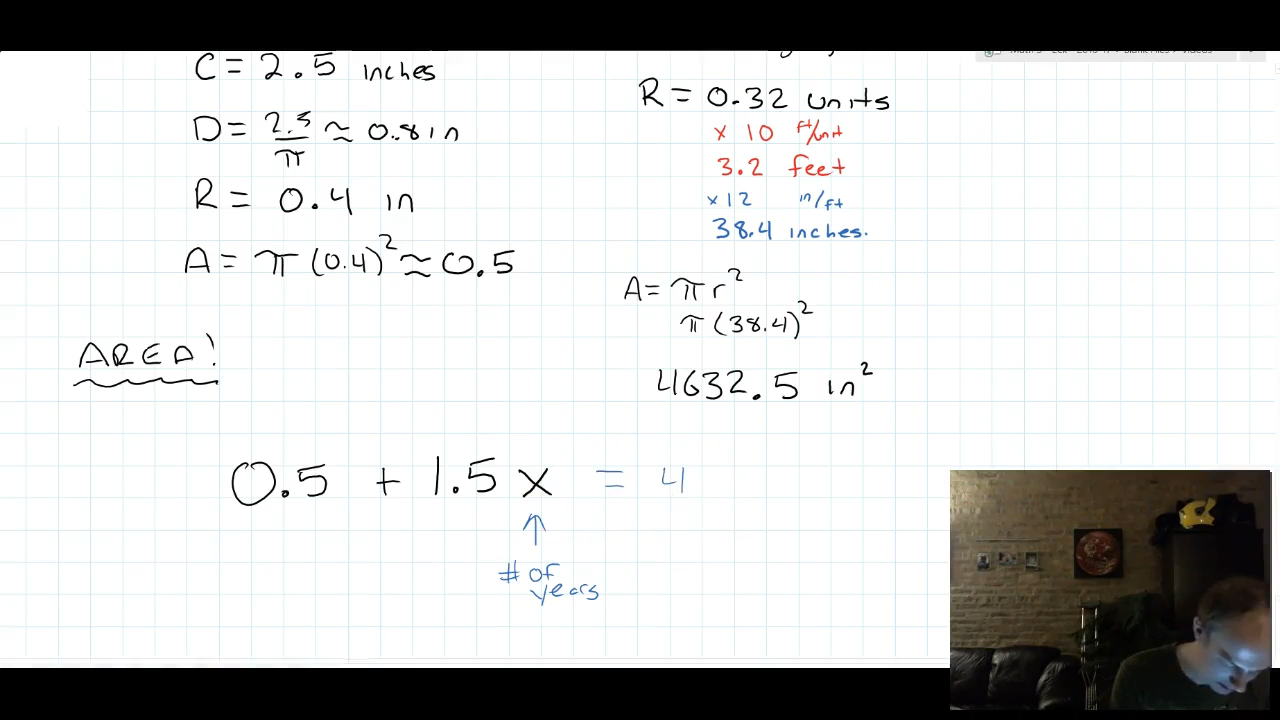 C = 2.5 inches
D = 2.5/π ≈ 0.8 in
R = 0.4 in
A = π(0.4)² ≈ 0.5
AREA!
R = 0.32 units
x 10 ft/unit
3.2 feet
x 12 in/ft
38.4 inches.
A = πr²
π(38.4)²
4632.5 in²
0.5 + 1.5x = 4
↑
# of
years